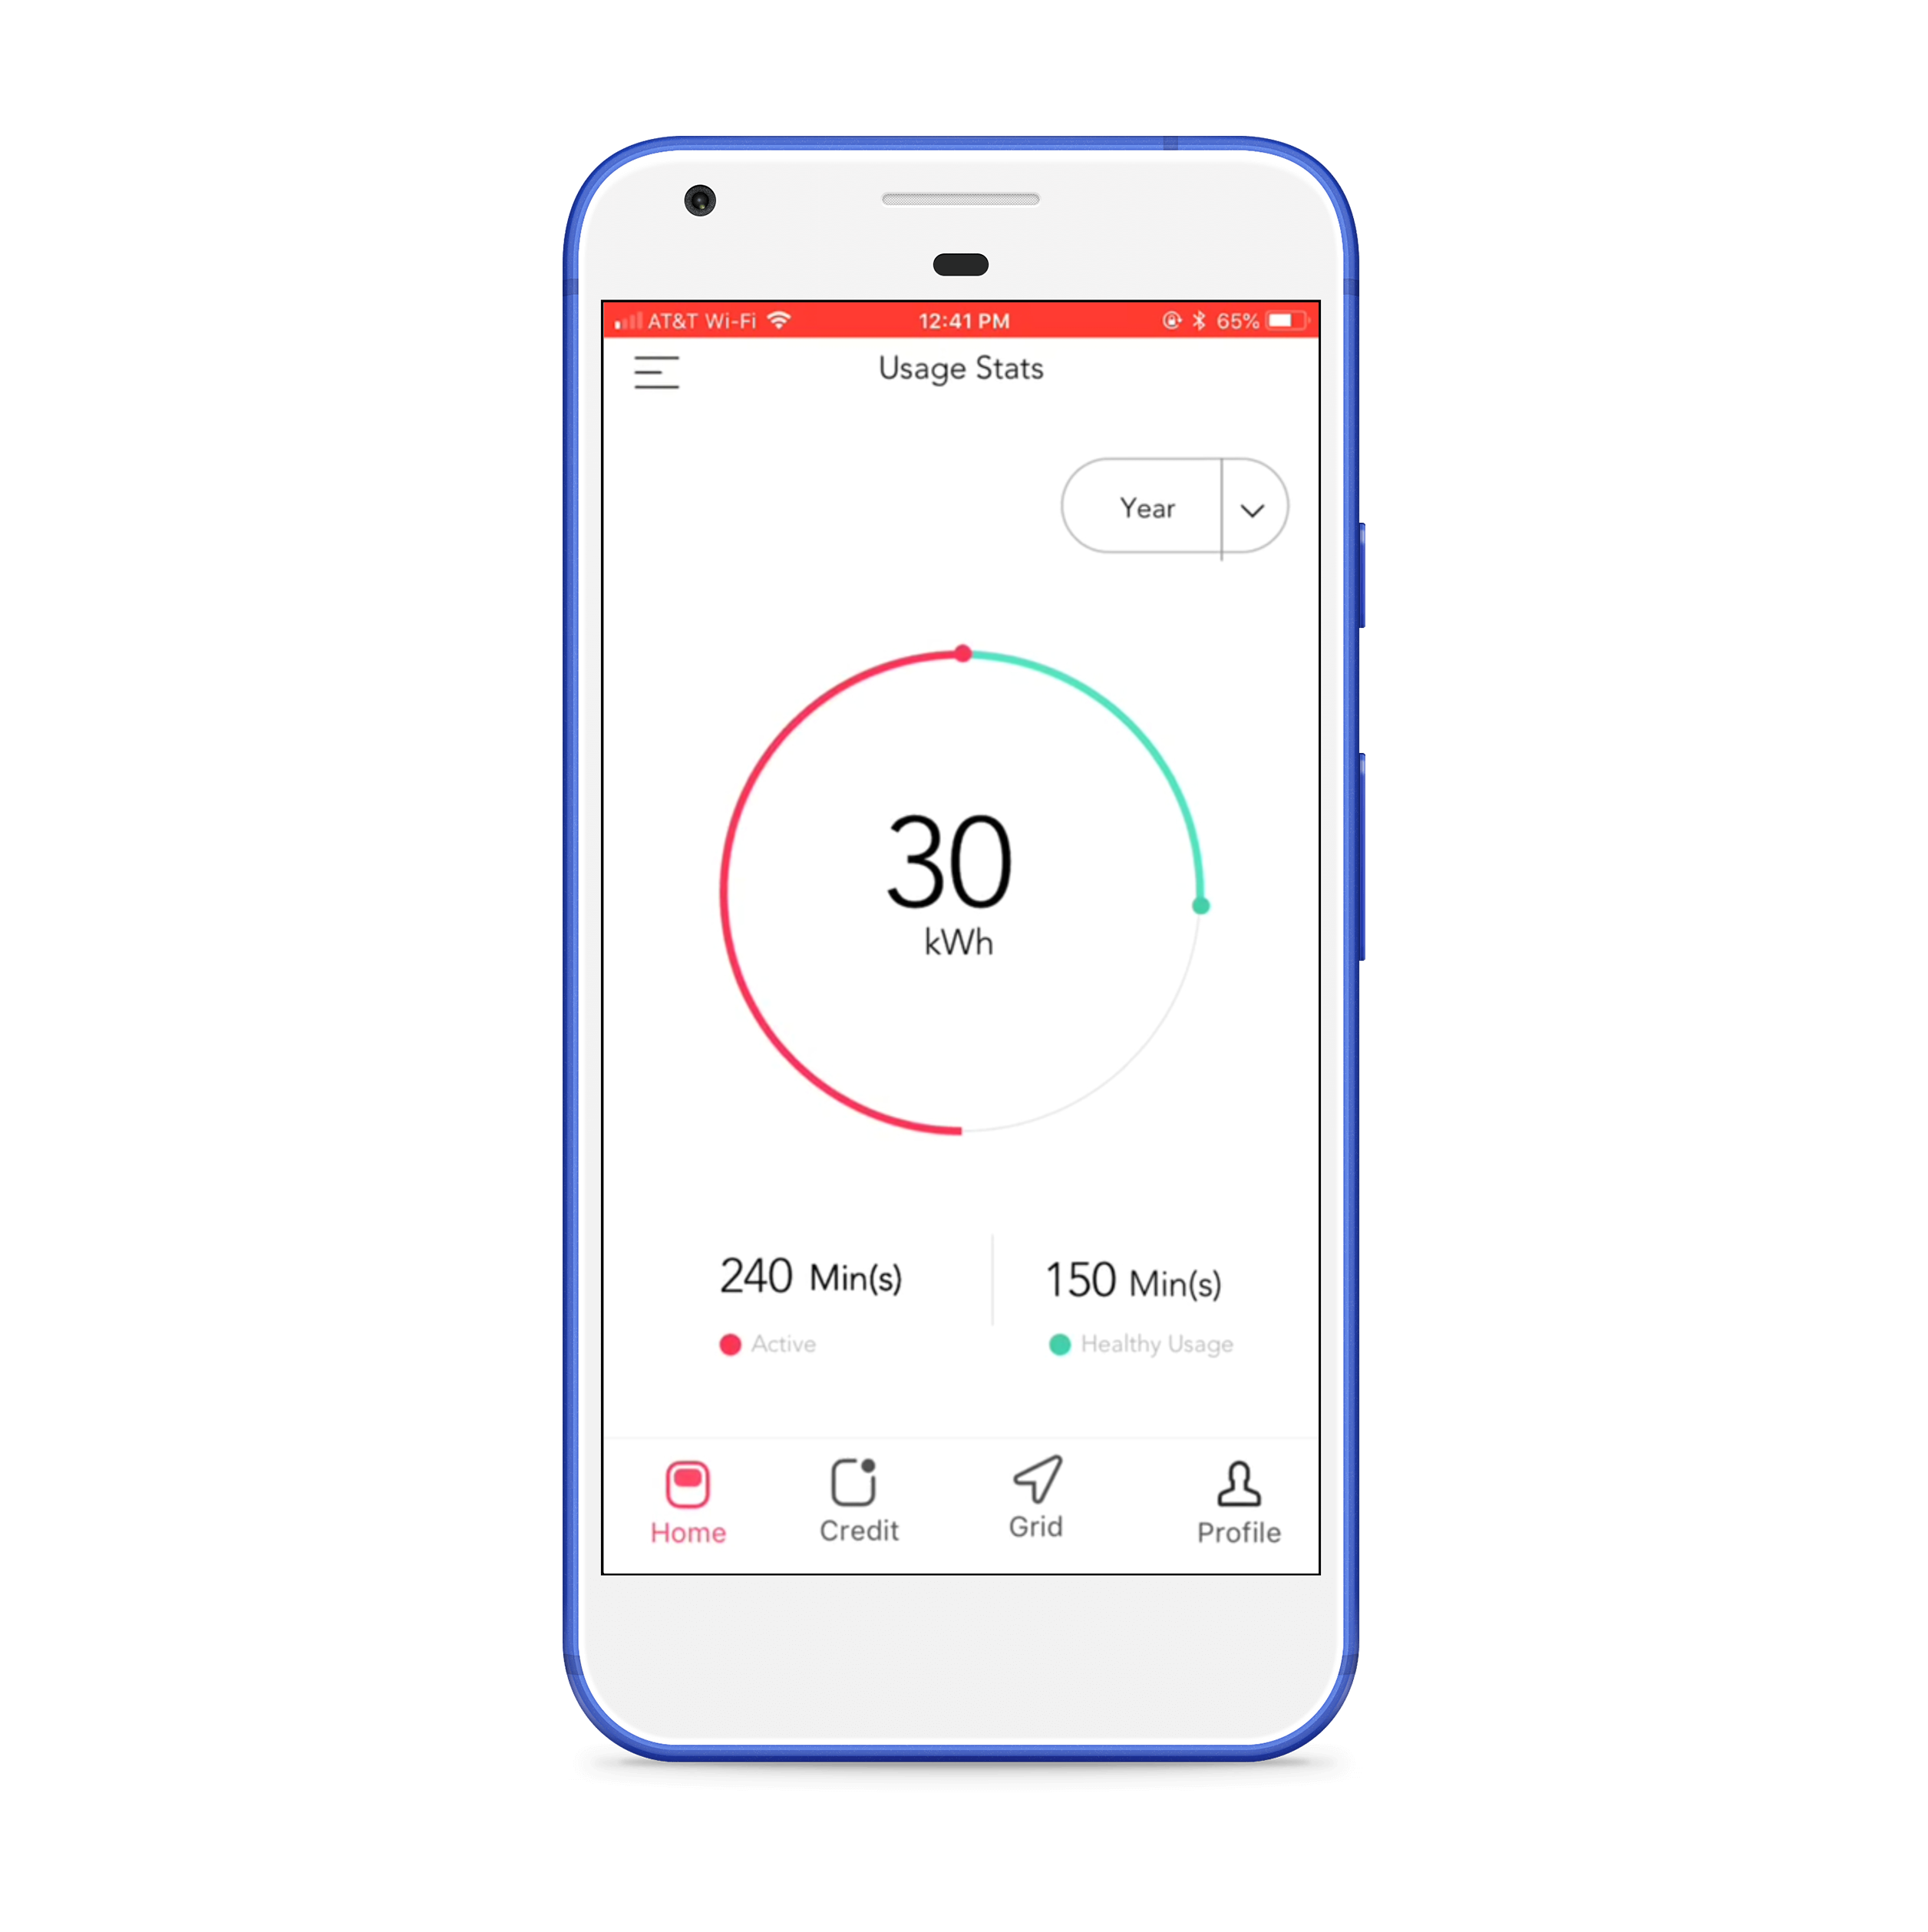 AT&T Wi-Fi 12:41 PM 65%
Usage Stats
Year
30
kWh
240 Min(s) 150 Min(s)
Active Healthy Usage
Home Credit Grid Profile